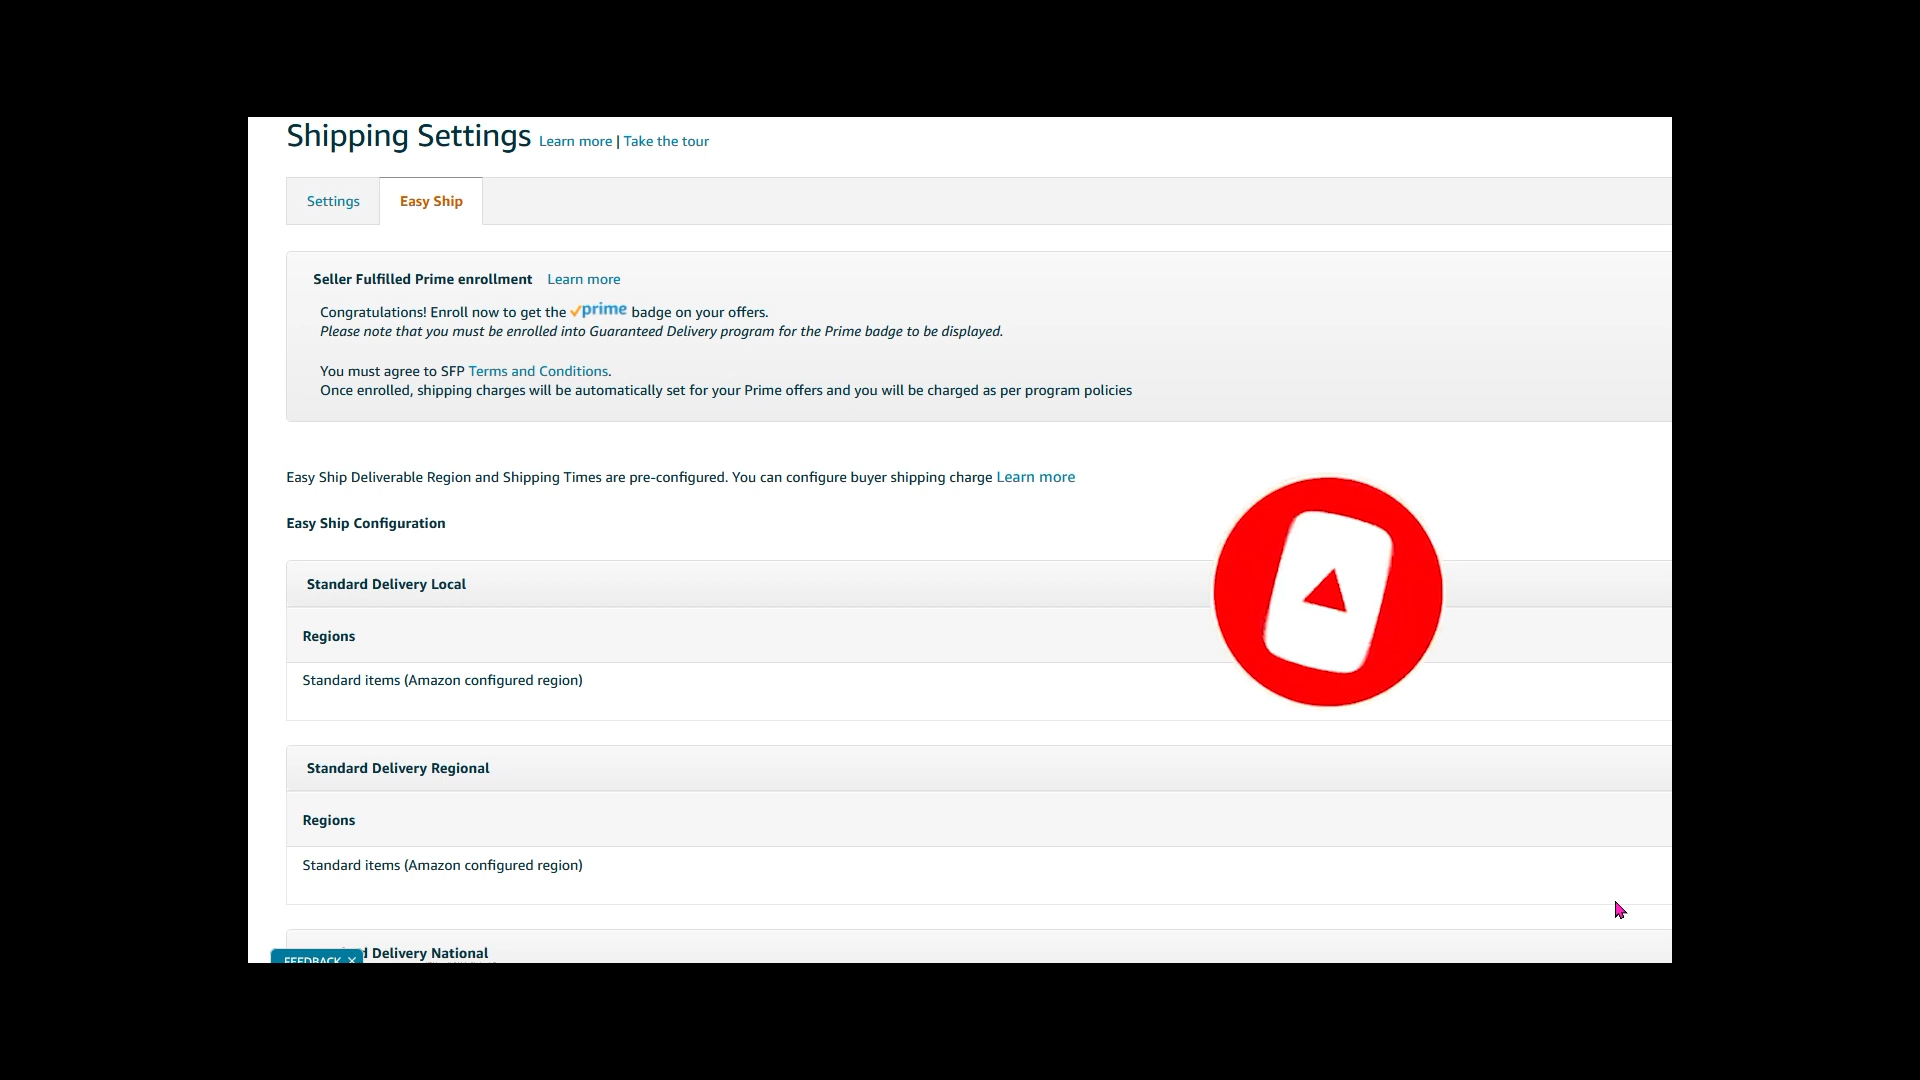 Shipping Settings Learn more | Take the tour
Settings Easy Ship
Seller Fulfilled Prime enrollment Learn more
Congratulations! Enroll now to get the prime badge on your offers.
Please note that you must be enrolled into Guaranteed Delivery program for the Prime badge to be displayed.
You must agree to SFP Terms and Conditions.
Once enrolled, shipping charges will be automatically set for your Prime offers and you will be charged as per program policies
Easy Ship Deliverable Region and Shipping Times are pre-configured. You can configure buyer shipping charge Learn more
Easy Ship Configuration
Standard Delivery Local
Regions
Standard items (Amazon configured region)
Standard Delivery Regional
Regions
Standard items (Amazon configured region)
Delivery National
FEEDBACK